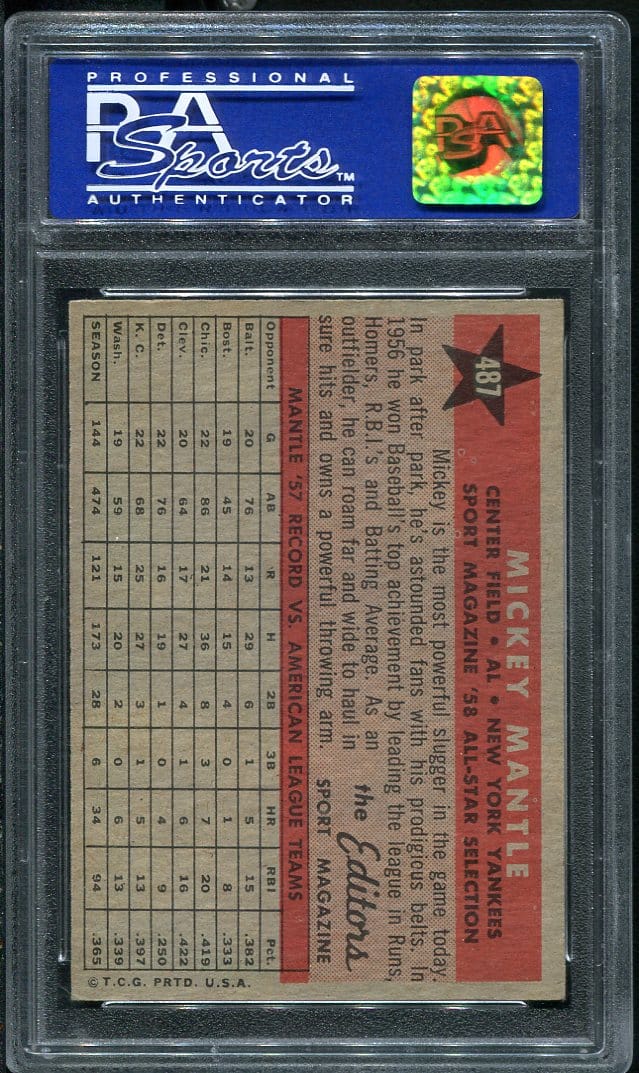 PROFESSIONAL
PSA
Sports™
AUTHENTICATOR
PSA
487
MICKEY MANTLE
CENTER FIELD • AL • NEW YORK YANKEES
SPORT MAGAZINE '58 ALL-STAR SELECTION
Mickey is the most powerful slugger in the game today.
In park after park, he's astounded fans with his prodigious belts. In
1956 he won Baseball's top achievement by leading the league in Runs,
Homers, R.B.I.'s and Batting Average. As an
outfielder, he can roam far and wide to haul in
sure hits and owns a powerful throwing arm.
the Editors
SPORT MAGAZINE
MANTLE '57 RECORD VS. AMERICAN LEAGUE TEAMS
Opponent G AB R H 2B 3B HR RBI Pct.
Balt. 20 76 13 29 6 1 5 15 .382
Bost. 19 45 14 15 4 0 1 8 .333
Chic. 22 86 21 36 8 3 7 20 .419
Clev. 20 64 17 27 4 1 6 16 .422
Det. 22 76 16 19 1 0 4 9 .250
K. C. 22 68 25 27 3 1 5 13 .397
Wash. 19 59 15 20 2 0 6 13 .339
SEASON 144 474 121 173 28 6 34 94 .365
© T.C.G. PRTD. U.S.A.